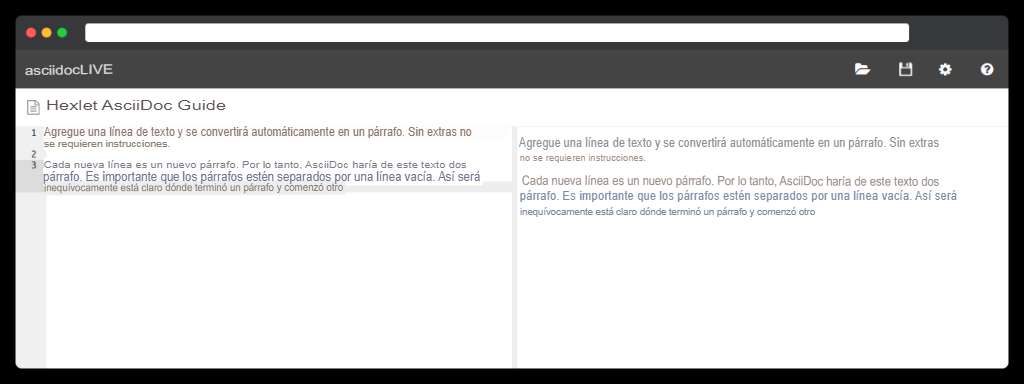 asciidocLIVE
Hexlet AsciiDoc Guide
1 Agregue una línea de texto y se convertirá automáticamente en un párrafo. Sin extras no
se requieren instrucciones.
2
3 Cada nueva línea es un nuevo párrafo. Por lo tanto, AsciiDoc haría de este texto dos
párrafo. Es importante que los párrafos estén separados por una línea vacía. Así será
inequívocamente está claro dónde terminó un párrafo y comenzó otro
Agregue una línea de texto y se convertirá automáticamente en un párrafo. Sin extras
no se requieren instrucciones.
Cada nueva línea es un nuevo párrafo. Por lo tanto, AsciiDoc haría de este texto dos
párrafo. Es importante que los párrafos estén separados por una línea vacía. Así será
inequívocamente está claro dónde terminó un párrafo y comenzó otro